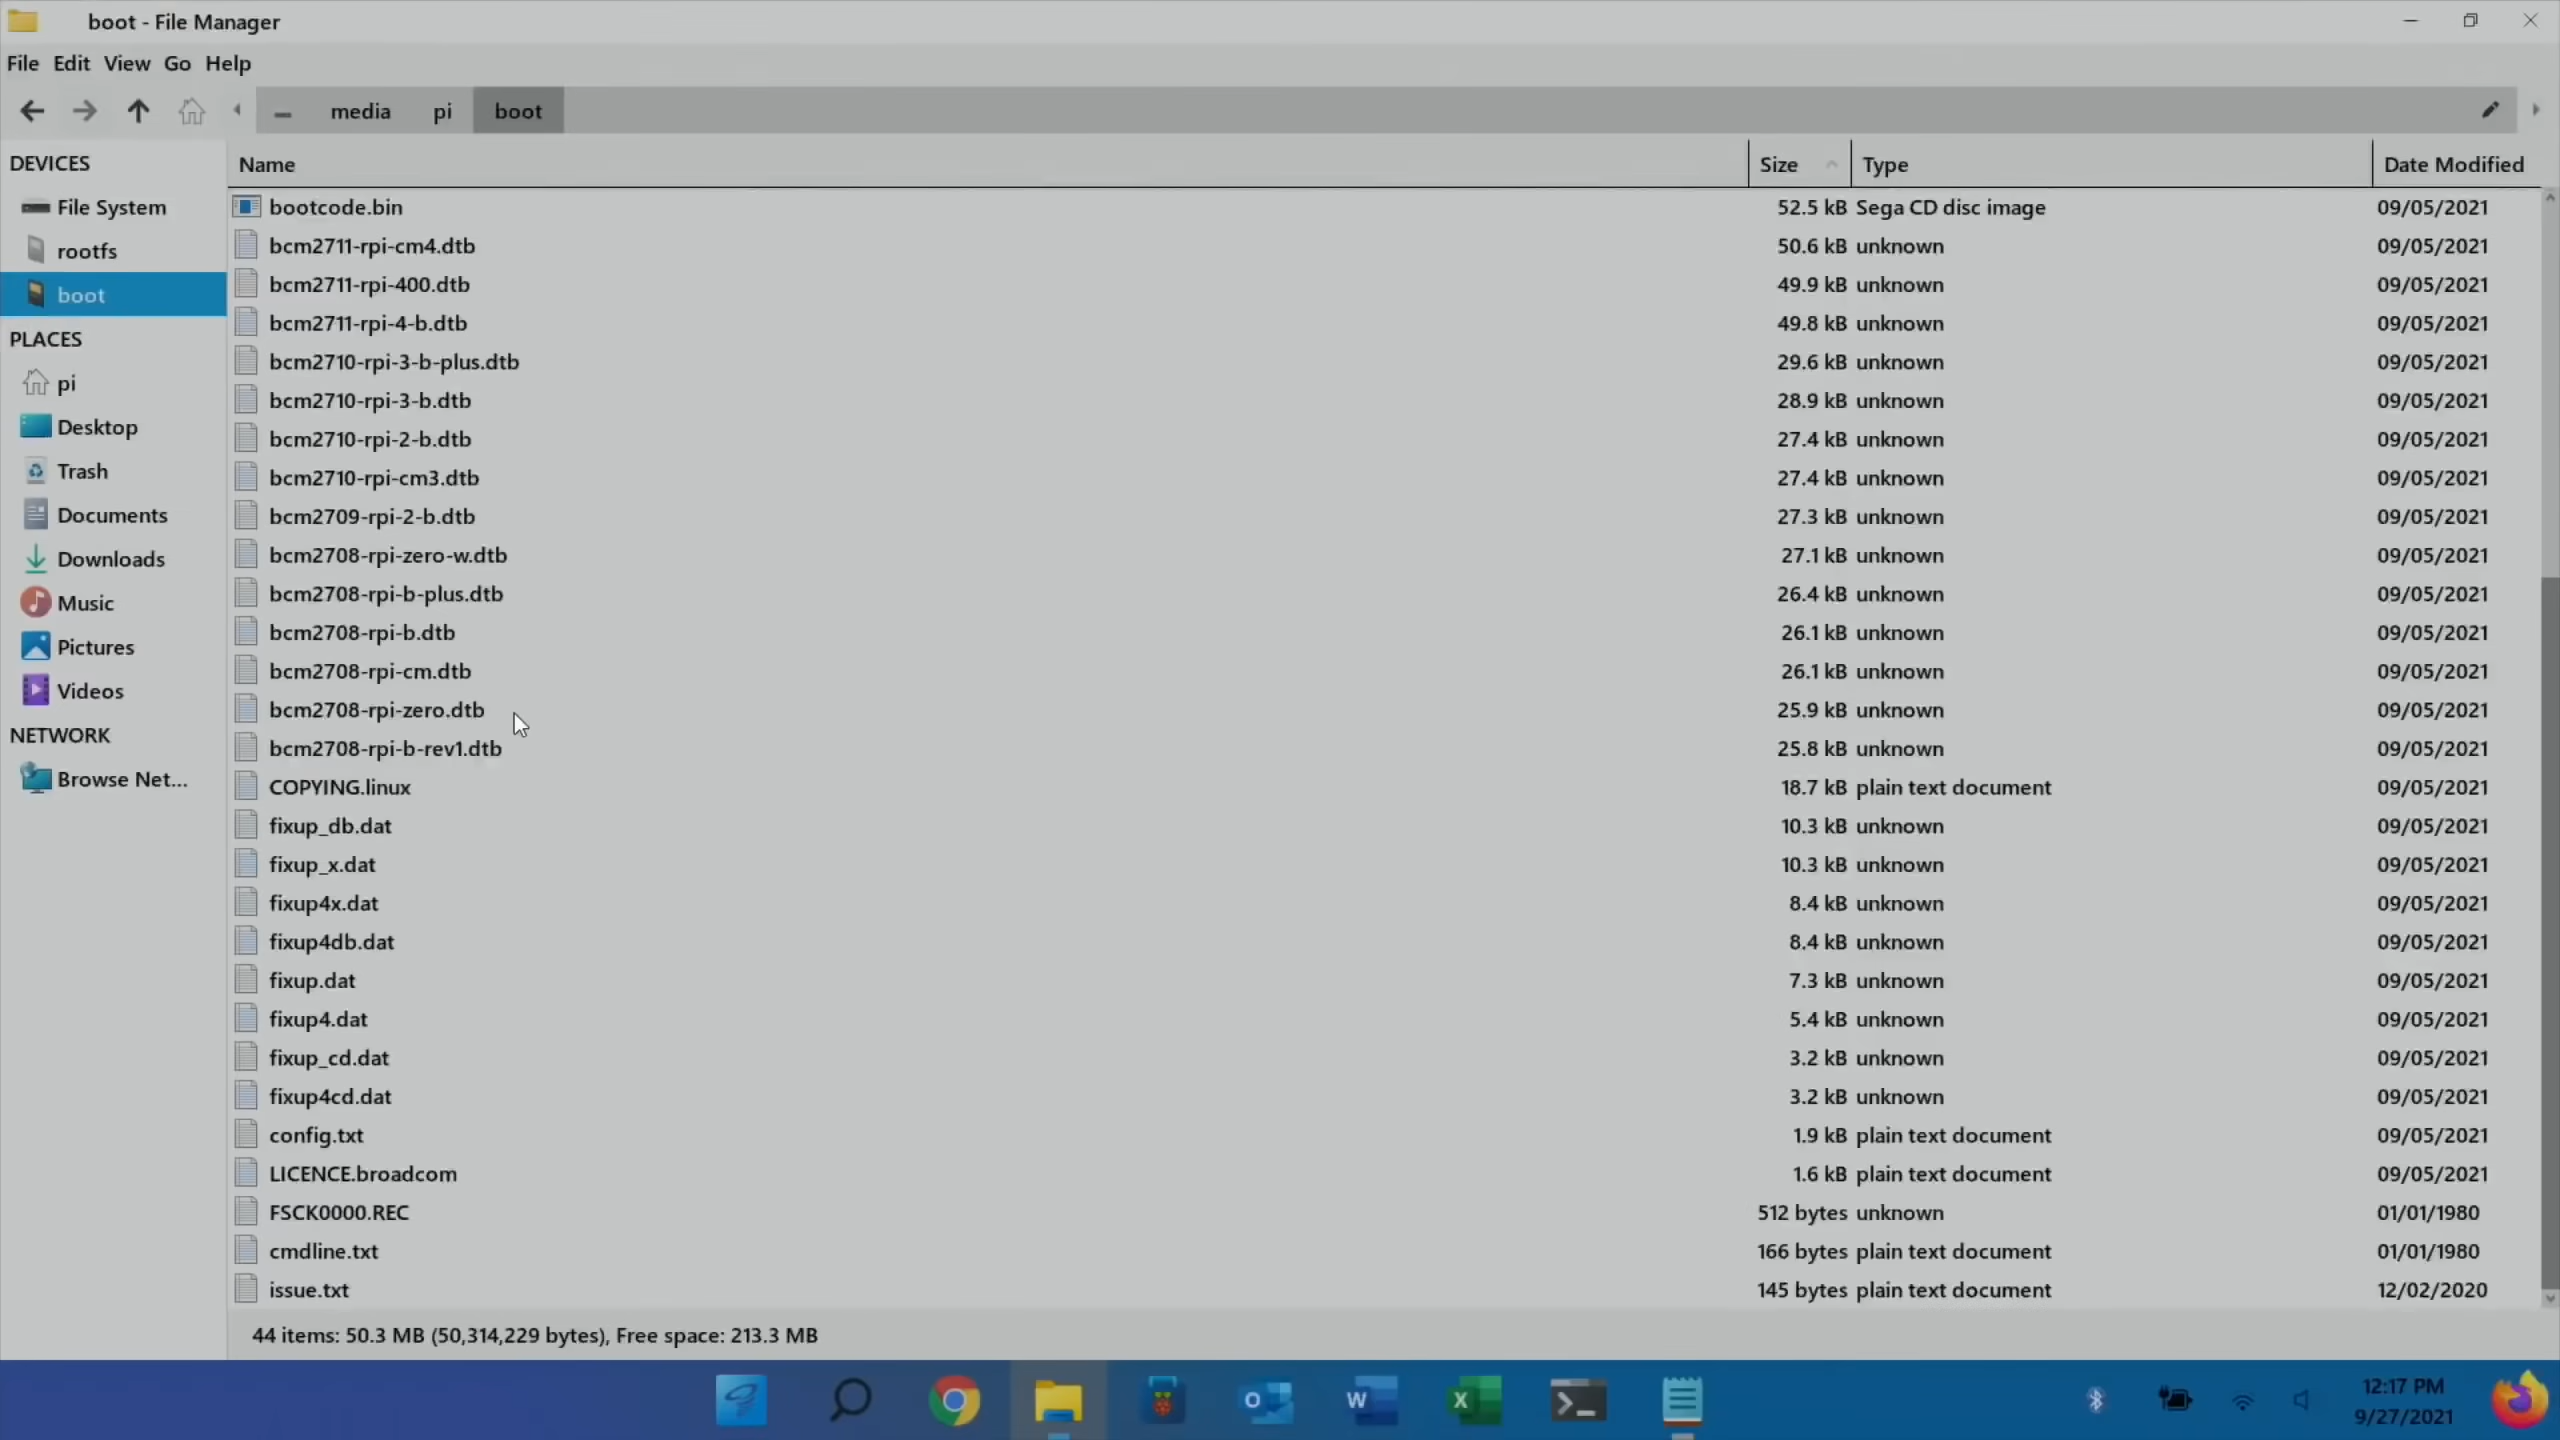 boot - File Manager
File Edit View Go Help
media pi boot
DEVICES
File System
rootfs
boot
PLACES
pi
Desktop
Trash
Documents
Downloads
Music
Pictures
Videos
NETWORK
Browse Net...
Name Size Type Date Modified
bootcode.bin 52.5 kB Sega CD disc image 09/05/2021
bcm2711-rpi-cm4.dtb 50.6 kB unknown 09/05/2021
bcm2711-rpi-400.dtb 49.9 kB unknown 09/05/2021
bcm2711-rpi-4-b.dtb 49.8 kB unknown 09/05/2021
bcm2710-rpi-3-b-plus.dtb 29.6 kB unknown 09/05/2021
bcm2710-rpi-3-b.dtb 28.9 kB unknown 09/05/2021
bcm2710-rpi-2-b.dtb 27.4 kB unknown 09/05/2021
bcm2710-rpi-cm3.dtb 27.4 kB unknown 09/05/2021
bcm2709-rpi-2-b.dtb 27.3 kB unknown 09/05/2021
bcm2708-rpi-zero-w.dtb 27.1 kB unknown 09/05/2021
bcm2708-rpi-b-plus.dtb 26.4 kB unknown 09/05/2021
bcm2708-rpi-b.dtb 26.1 kB unknown 09/05/2021
bcm2708-rpi-cm.dtb 26.1 kB unknown 09/05/2021
bcm2708-rpi-zero.dtb 25.9 kB unknown 09/05/2021
bcm2708-rpi-b-rev1.dtb 25.8 kB unknown 09/05/2021
COPYING.linux 18.7 kB plain text document 09/05/2021
fixup_db.dat 10.3 kB unknown 09/05/2021
fixup_x.dat 10.3 kB unknown 09/05/2021
fixup4x.dat 8.4 kB unknown 09/05/2021
fixup4db.dat 8.4 kB unknown 09/05/2021
fixup.dat 7.3 kB unknown 09/05/2021
fixup4.dat 5.4 kB unknown 09/05/2021
fixup_cd.dat 3.2 kB unknown 09/05/2021
fixup4cd.dat 3.2 kB unknown 09/05/2021
config.txt 1.9 kB plain text document 09/05/2021
LICENCE.broadcom 1.6 kB plain text document 09/05/2021
FSCK0000.REC 512 bytes unknown 01/01/1980
cmdline.txt 166 bytes plain text document 01/01/1980
issue.txt 145 bytes plain text document 12/02/2020
44 items: 50.3 MB (50,314,229 bytes), Free space: 213.3 MB
O W X
12:17 PM
9/27/2021